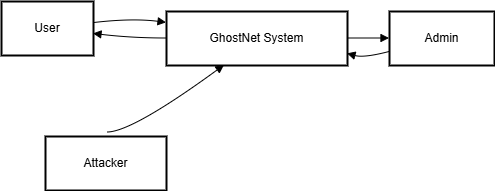 User
GhostNet System
Admin
Attacker